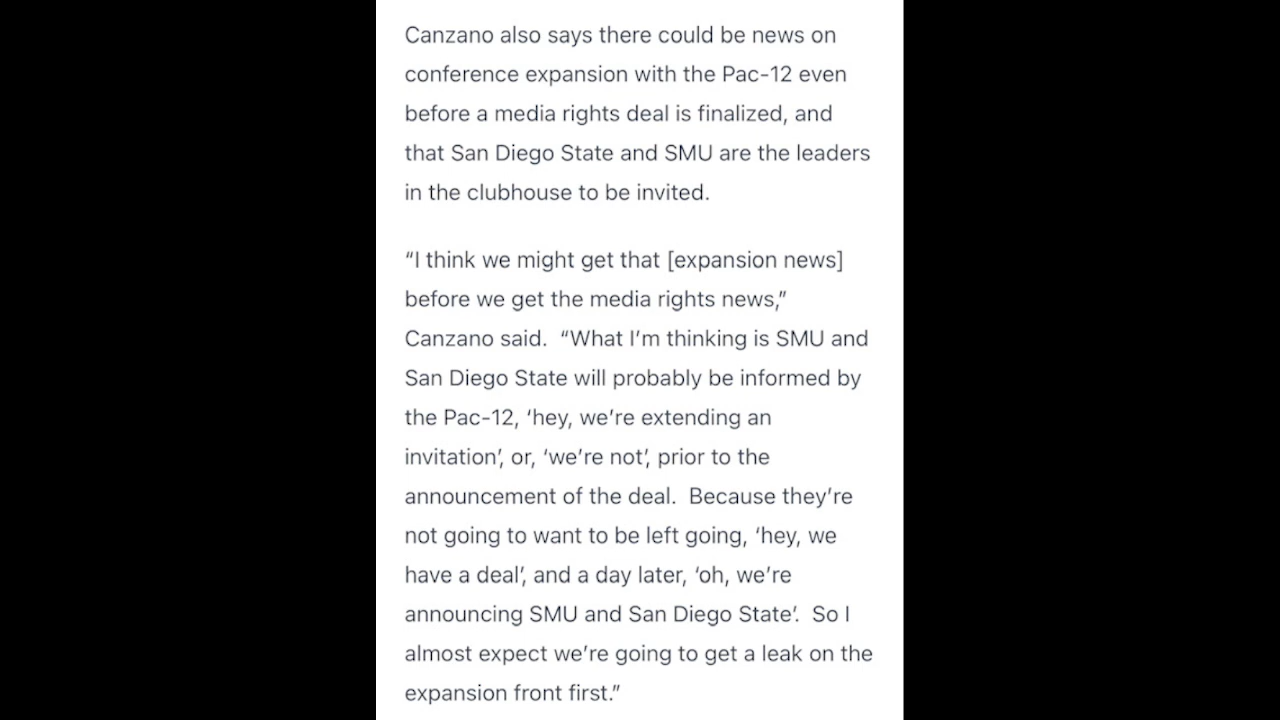 Canzano also says there could be news on
conference expansion with the Pac-12 even
before a media rights deal is finalized, and
that San Diego State and SMU are the leaders
in the clubhouse to be invited.
“I think we might get that [expansion news]
before we get the media rights news,”
Canzano said.  “What I’m thinking is SMU and
San Diego State will probably be informed by
the Pac-12, ‘hey, we’re extending an
invitation’, or, ‘we’re not’, prior to the
announcement of the deal.  Because they’re
not going to want to be left going, ‘hey, we
have a deal’, and a day later, ‘oh, we’re
announcing SMU and San Diego State’.  So I
almost expect we’re going to get a leak on the
expansion front first.”